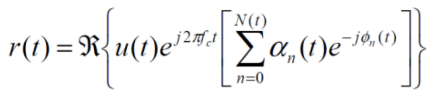 r(t) = ℜ{u(t)e^{j2πf_c t}[∑_{n=0}^{N(t)} α_n(t)e^{-jϕ_n(t)}]}